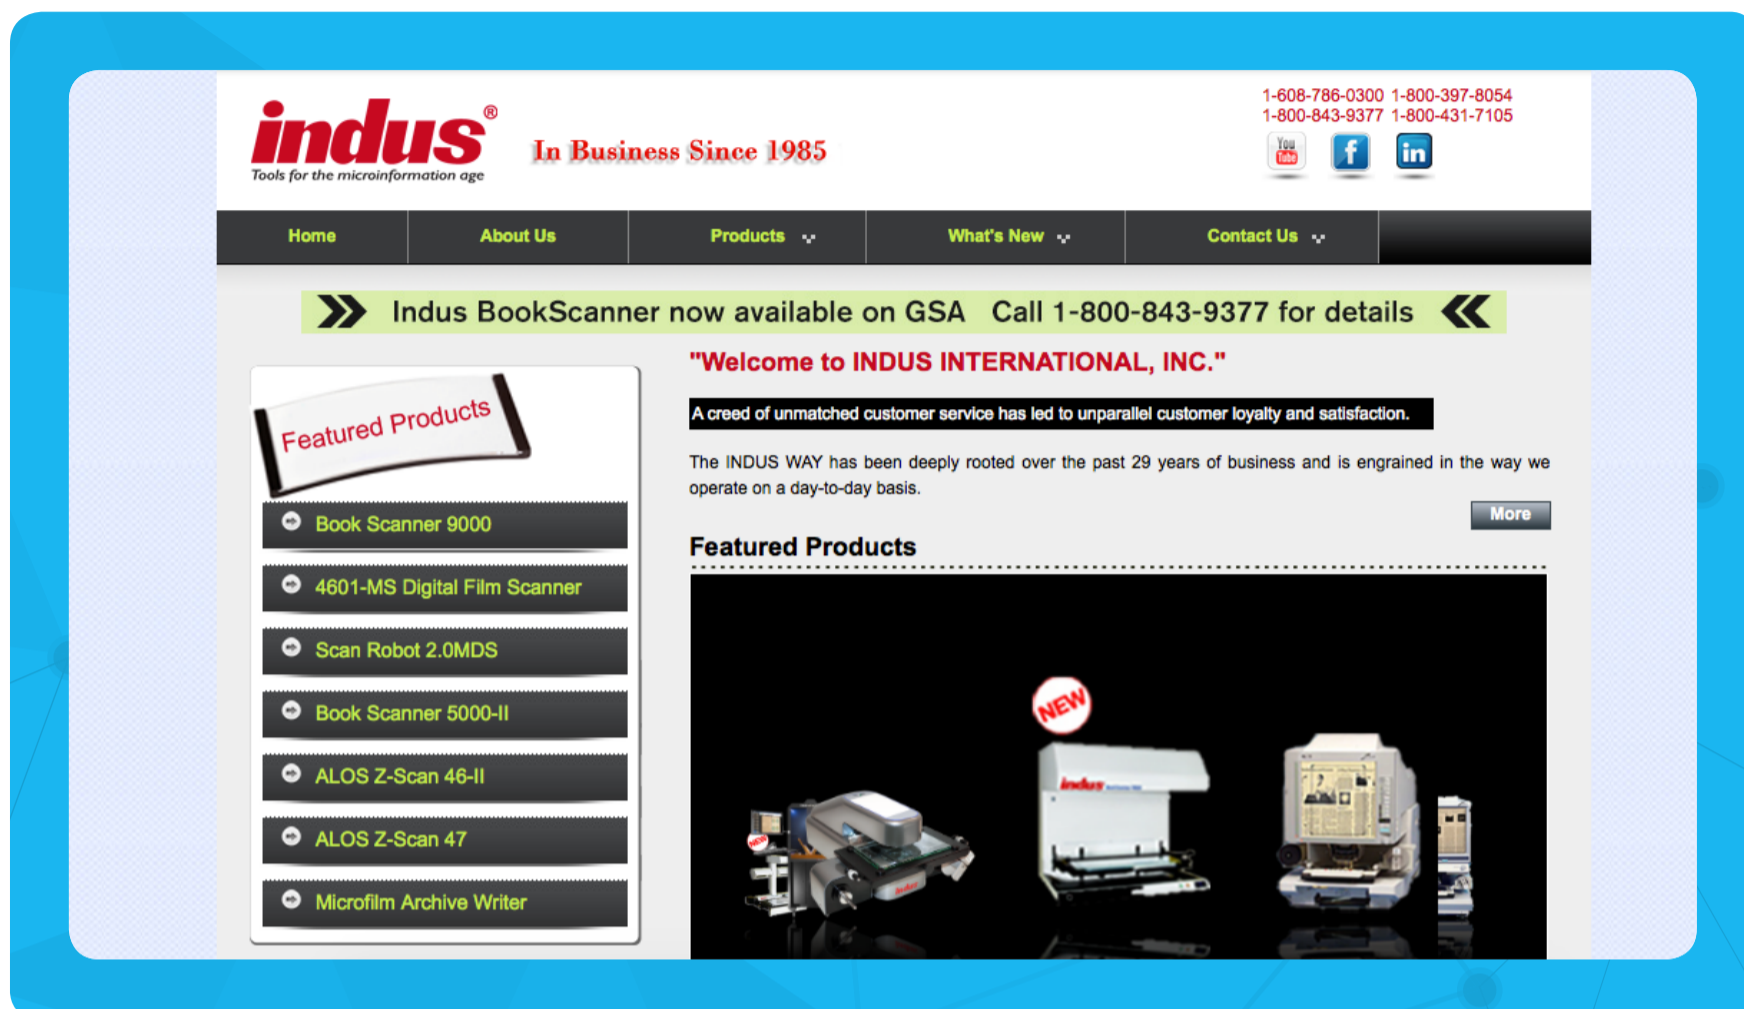 indus®
Tools for the microinformation age
In Business Since 1985
1-608-786-0300 1-800-397-8054
1-800-843-9377 1-800-431-7105
You
Tube
f
in
Home About Us Products What's New Contact Us
Indus BookScanner now available on GSA Call 1-800-843-9377 for details
Featured Products
Book Scanner 9000
4601-MS Digital Film Scanner
Scan Robot 2.0MDS
Book Scanner 5000-II
ALOS Z-Scan 46-II
ALOS Z-Scan 47
Microfilm Archive Writer
"Welcome to INDUS INTERNATIONAL, INC."
A creed of unmatched customer service has led to unparallel customer loyalty and satisfaction.
The INDUS WAY has been deeply rooted over the past 29 years of business and is engrained in the way we
operate on a day-to-day basis.
More
Featured Products
NEW
indus
NEW
indus